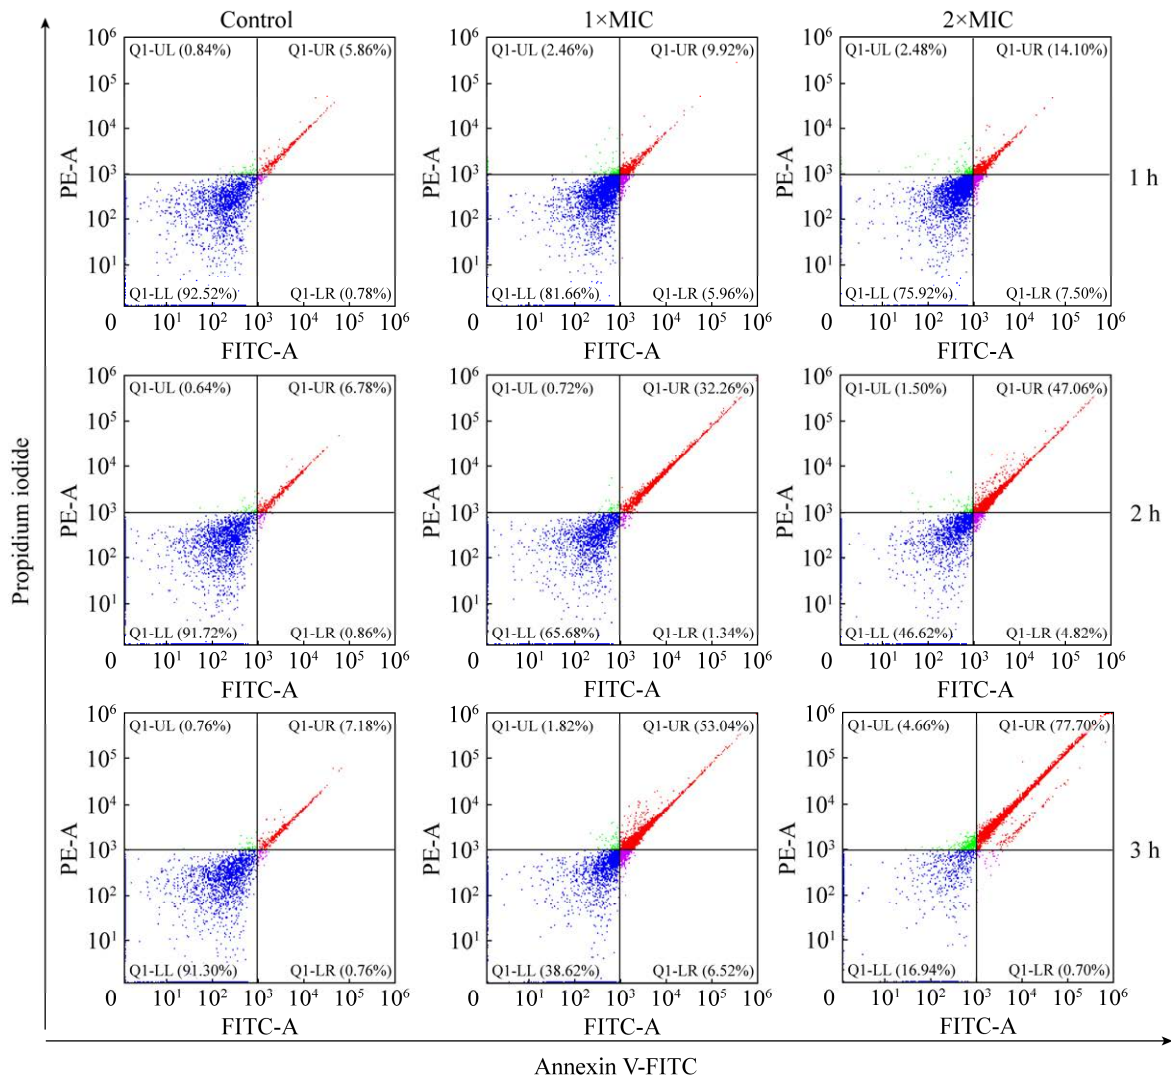 Control 1×MIC 2×MIC
10⁶ Q1-UL (0.84%) Q1-UR (5.86%) 10⁶ Q1-UL (2.46%) Q1-UR (9.92%) 10⁶ Q1-UL (2.48%) Q1-UR (14.10%)
10⁵ 10⁵ 10⁵
10⁴ 10⁴ 10⁴
PE-A 10³ PE-A 10³ PE-A 10³ 1 h
10² 10² 10²
10¹ 10¹ 10¹
Q1-LL (92.52%) Q1-LR (0.78%) Q1-LL (81.66%) Q1-LR (5.96%) Q1-LL (75.92%) Q1-LR (7.50%)
0 10¹ 10² 10³ 10⁴ 10⁵ 10⁶ 0 10¹ 10² 10³ 10⁴ 10⁵ 10⁶ 0 10¹ 10² 10³ 10⁴ 10⁵ 10⁶
FITC-A FITC-A FITC-A
10⁶ Q1-UL (0.64%) Q1-UR (6.78%) 10⁶ Q1-UL (0.72%) Q1-UR (32.26%) 10⁶ Q1-UL (1.50%) Q1-UR (47.06%)
10⁵ 10⁵ 10⁵
10⁴ 10⁴ 10⁴
Propidium iodide
PE-A 10³ PE-A 10³ PE-A 10³ 2 h
10² 10² 10²
10¹ 10¹ 10¹
Q1-LL (91.72%) Q1-LR (0.86%) Q1-LL (65.68%) Q1-LR (1.34%) Q1-LL (46.62%) Q1-LR (4.82%)
0 10¹ 10² 10³ 10⁴ 10⁵ 10⁶ 0 10¹ 10² 10³ 10⁴ 10⁵ 10⁶ 0 10¹ 10² 10³ 10⁴ 10⁵ 10⁶
FITC-A FITC-A FITC-A
10⁶ Q1-UL (0.76%) Q1-UR (7.18%) 10⁶ Q1-UL (1.82%) Q1-UR (53.04%) 10⁶ Q1-UL (4.66%) Q1-UR (77.70%)
10⁵ 10⁵ 10⁵
10⁴ 10⁴ 10⁴
PE-A 10³ PE-A 10³ PE-A 10³ 3 h
10² 10² 10²
10¹ 10¹ 10¹
Q1-LL (91.30%) Q1-LR (0.76%) Q1-LL (38.62%) Q1-LR (6.52%) Q1-LL (16.94%) Q1-LR (0.70%)
0 10¹ 10² 10³ 10⁴ 10⁵ 10⁶ 0 10¹ 10² 10³ 10⁴ 10⁵ 10⁶ 0 10¹ 10² 10³ 10⁴ 10⁵ 10⁶
FITC-A FITC-A FITC-A
Annexin V-FITC